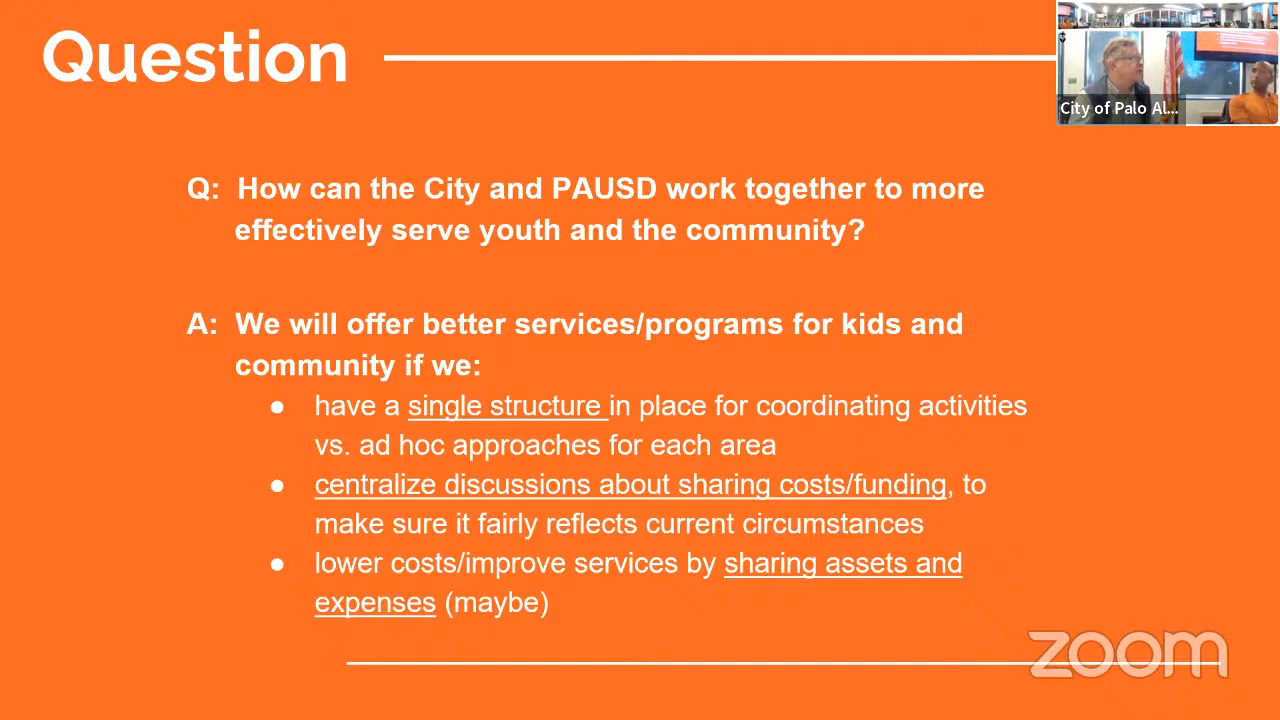 Question
City of Palo Al...
Q: How can the City and PAUSD work together to more
effectively serve youth and the community?
A: We will offer better services/programs for kids and
community if we:
● have a single structure in place for coordinating activities
vs. ad hoc approaches for each area
● centralize discussions about sharing costs/funding, to
make sure it fairly reflects current circumstances
● lower costs/improve services by sharing assets and
expenses (maybe)
zoom